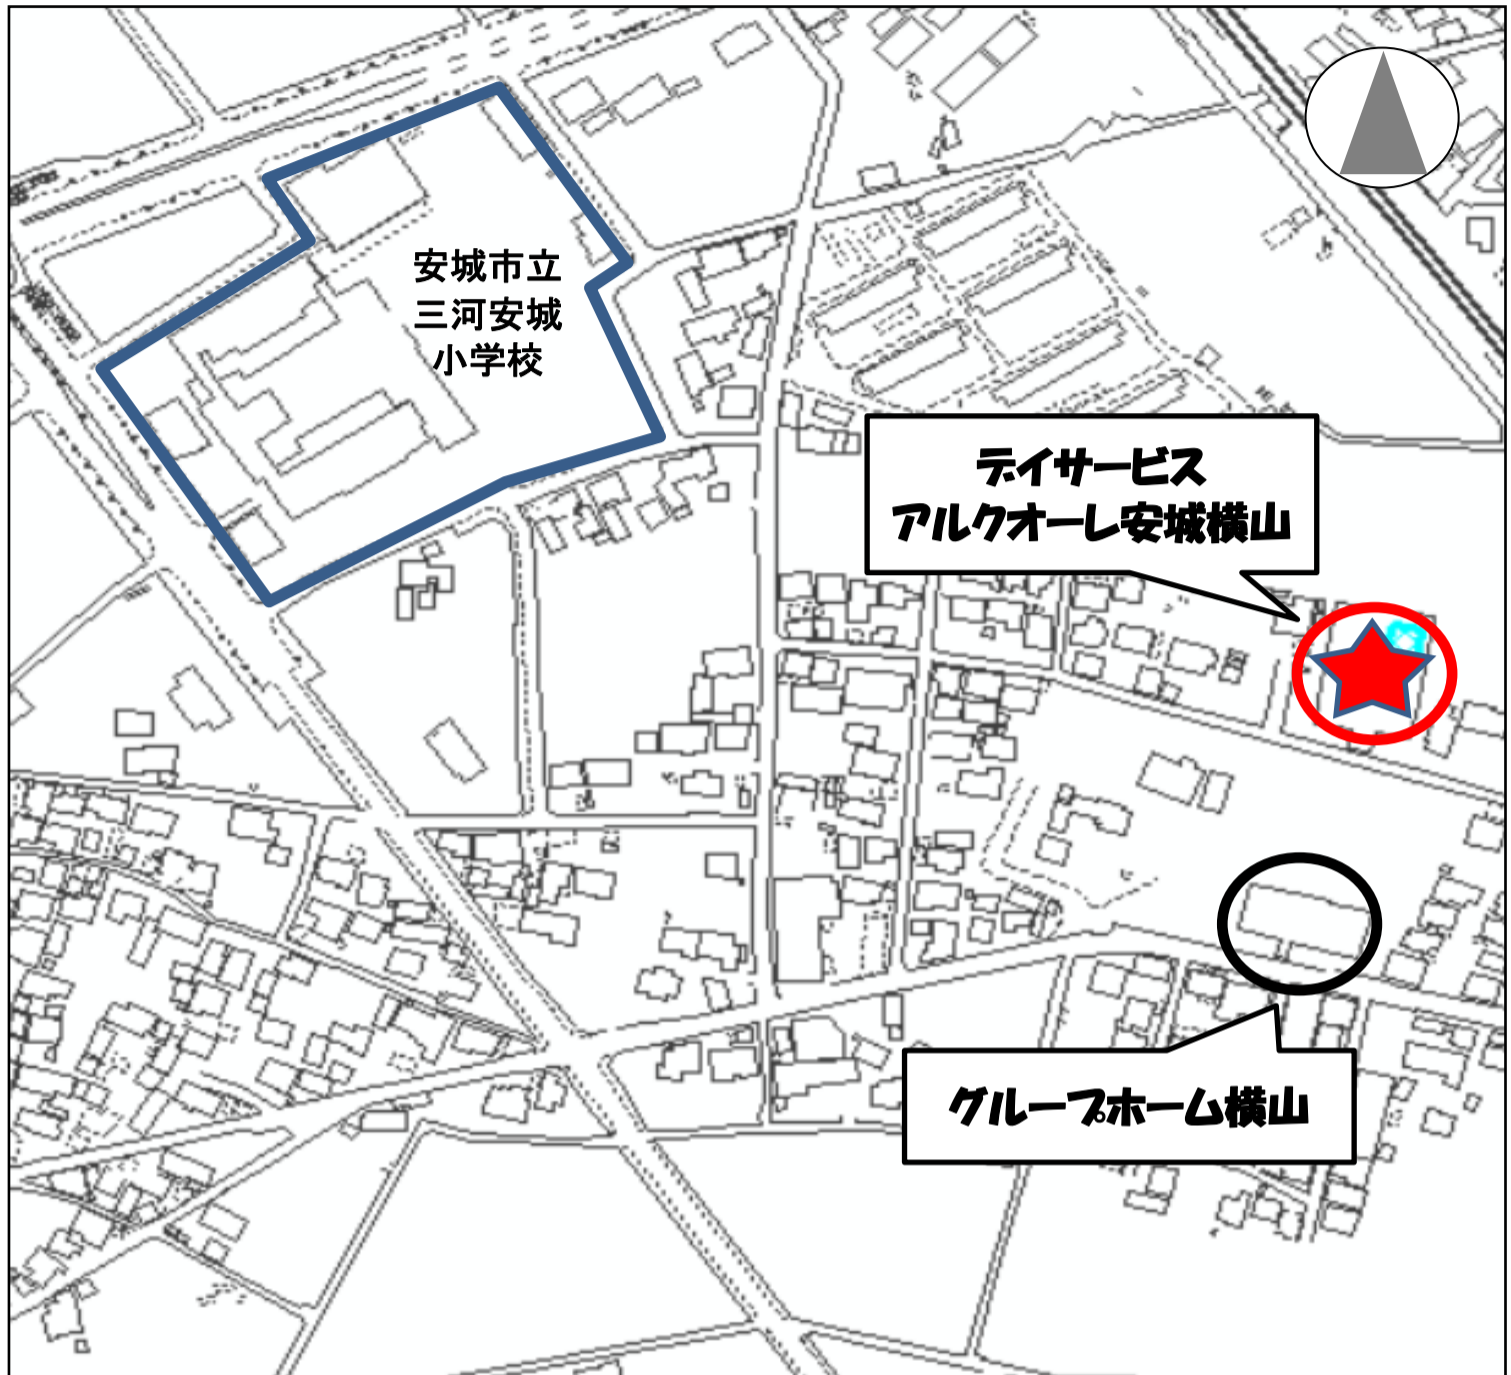 安城市立
三河安城
小学校
デイサービス
アルクオーレ安城横山
グループホーム横山